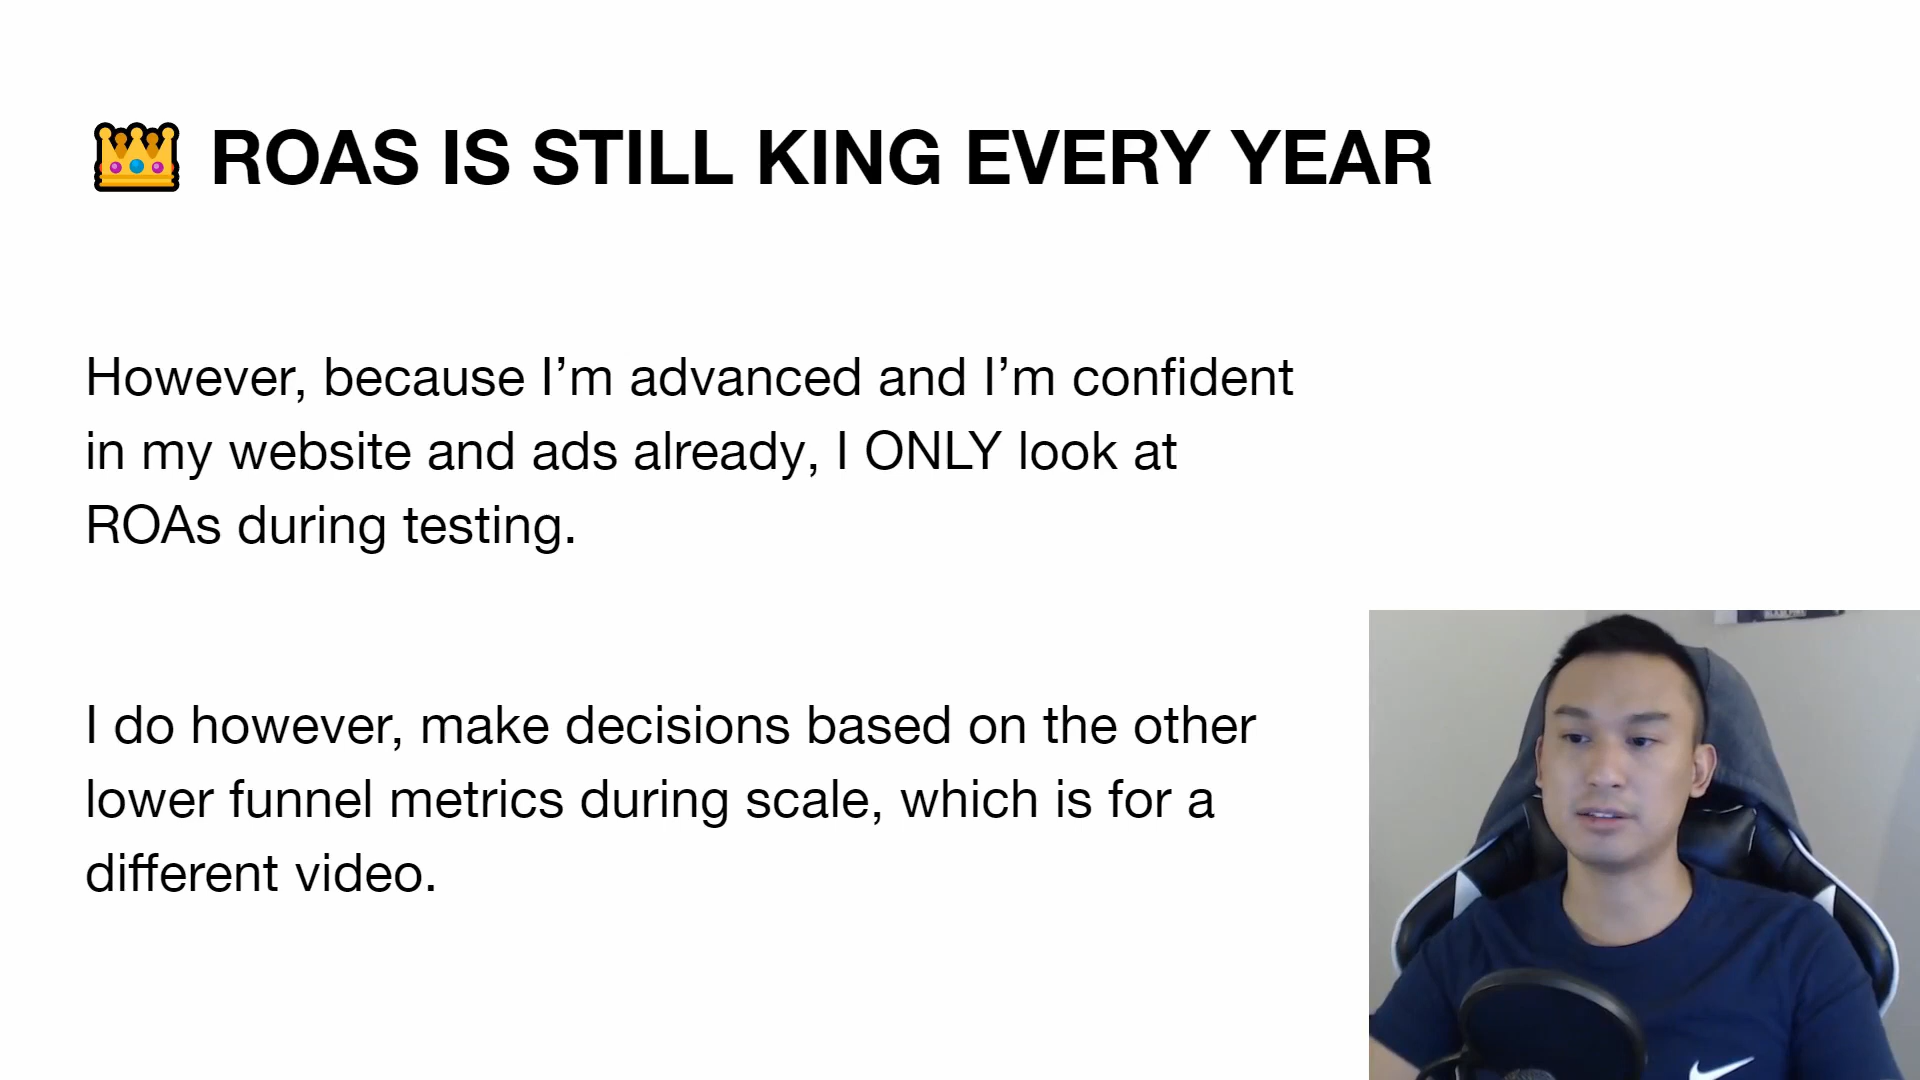 👑 ROAS IS STILL KING EVERY YEAR
However, because I’m advanced and I’m confident
in my website and ads already, I ONLY look at
ROAs during testing.
I do however, make decisions based on the other
lower funnel metrics during scale, which is for a
different video.